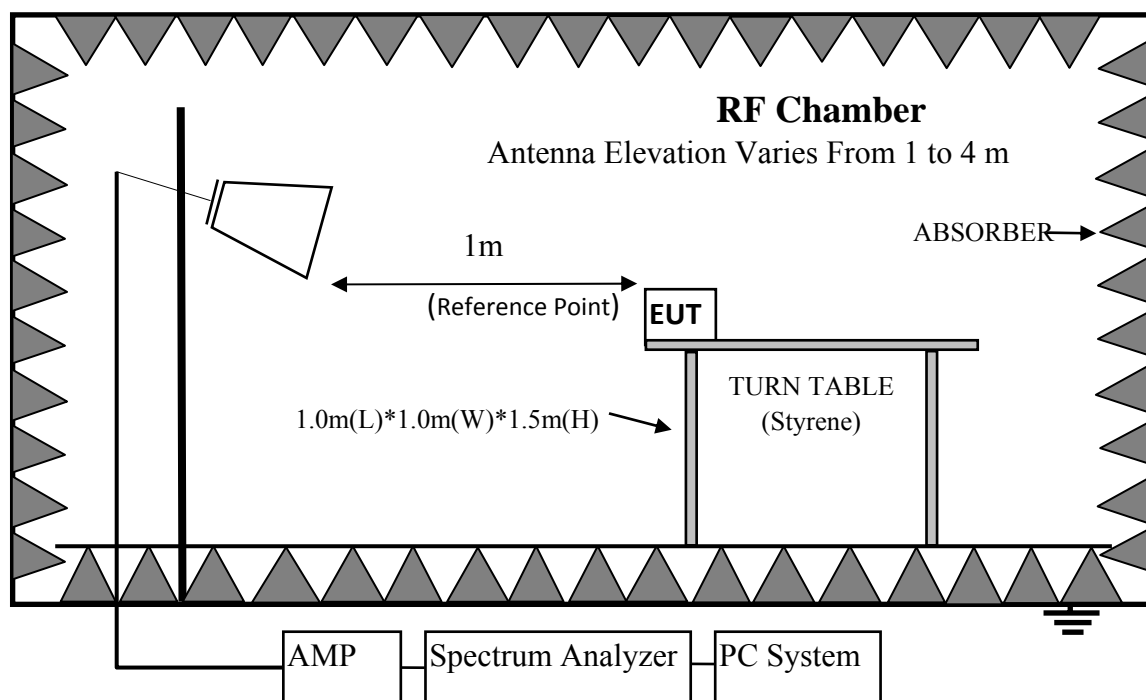 RF Chamber
Antenna Elevation Varies From 1 to 4 m
ABSORBER
1m
(Reference Point)
EUT
TURN TABLE
(Styrene)
1.0m(L)*1.0m(W)*1.5m(H)
AMP
Spectrum Analyzer
PC System